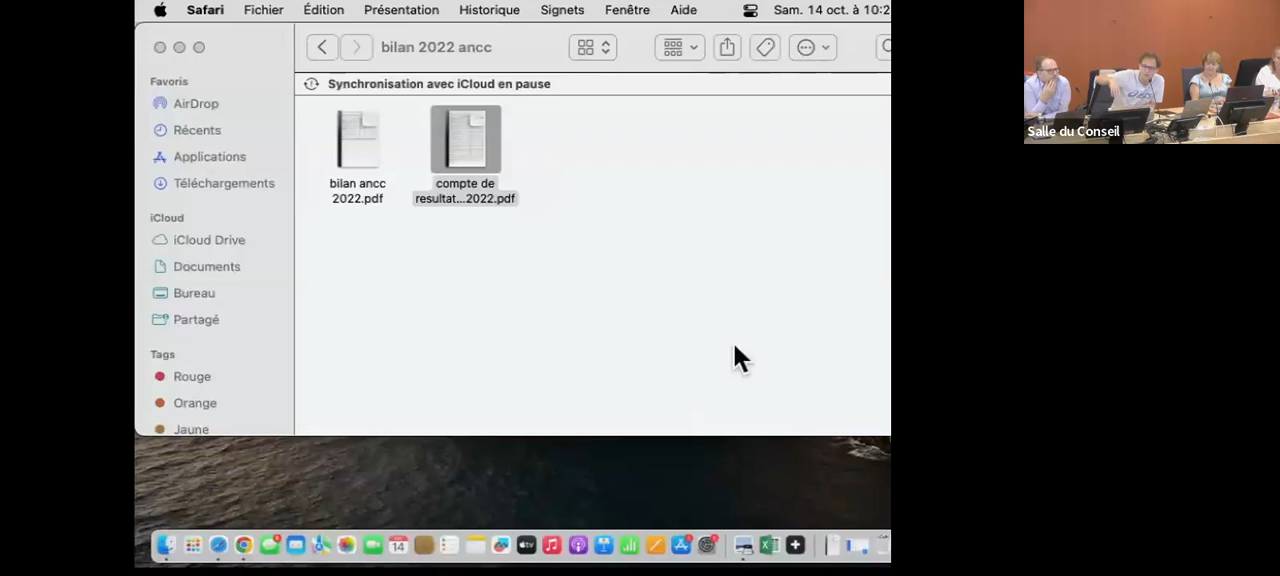 Safari Fichier Édition Présentation Historique Signets Fenêtre Aide Sam. 14 oct. à 10:2
bilan 2022 ancc
Synchronisation avec iCloud en pause
Favoris
AirDrop
Récents
Applications
Téléchargements
iCloud
iCloud Drive
Documents
Bureau
Partagé
Tags
Rouge
Orange
Jaune
bilan ancc
2022.pdf
compte de
resultat...2022.pdf
Salle du Conseil
14